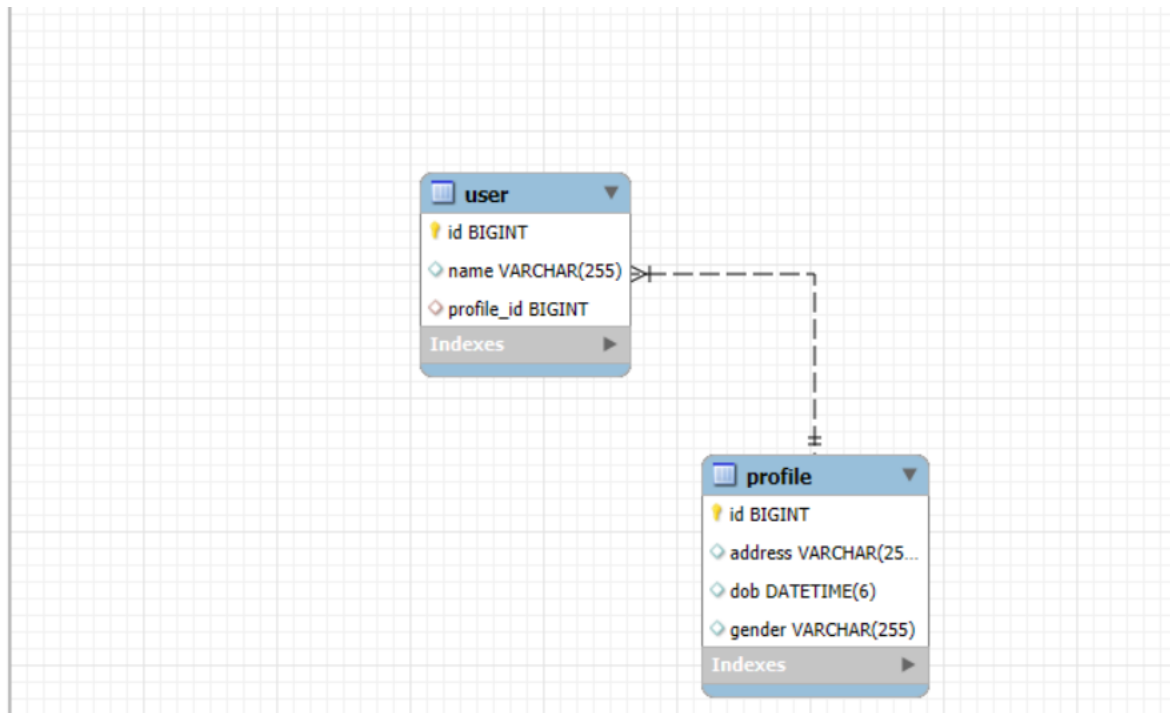 user
id BIGINT
name VARCHAR(255)
profile_id BIGINT
Indexes
profile
id BIGINT
address VARCHAR(25...
dob DATETIME(6)
gender VARCHAR(255)
Indexes